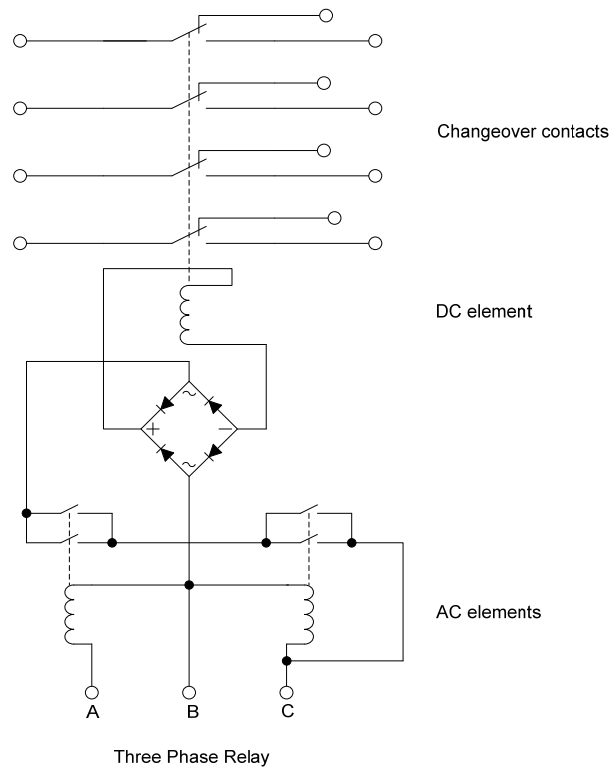 Changeover contacts
DC element
~
+
−
~
AC elements
A B C
Three Phase Relay